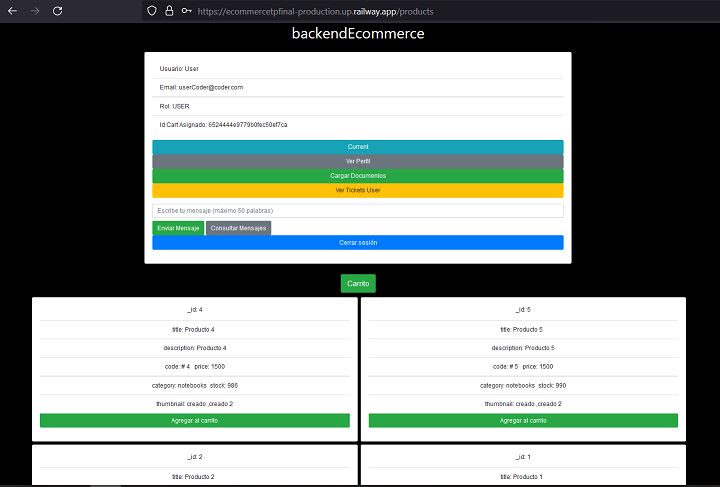 https://ecommercetpfinal-production.up.railway.app/products
backendEcommerce
Usuario: User
Email: userCoder@coder.com
Rol: USER
Id Cart Asignado: 6524444e9779b0fec50ef7ca
Current
Ver Perfil
Cargar Documentos
Ver Tickets User
Escribe tu mensaje (máximo 50 palabras)
Enviar Mensaje Consultar Mensajes
Cerrar sesión
Carrito
_id: 4
title: Producto 4
description: Producto 4
code: # 4 price: 1500
category: notebooks stock: 986
thumbnail: creado ,creado 2
Agregar al carrito
_id: 5
title: Producto 5
description: Producto 5
code: # 5 price: 1500
category: notebooks stock: 990
thumbnail: creado ,creado 2
Agregar al carrito
_id: 2
title: Producto 2
_id: 1
title: Producto 1